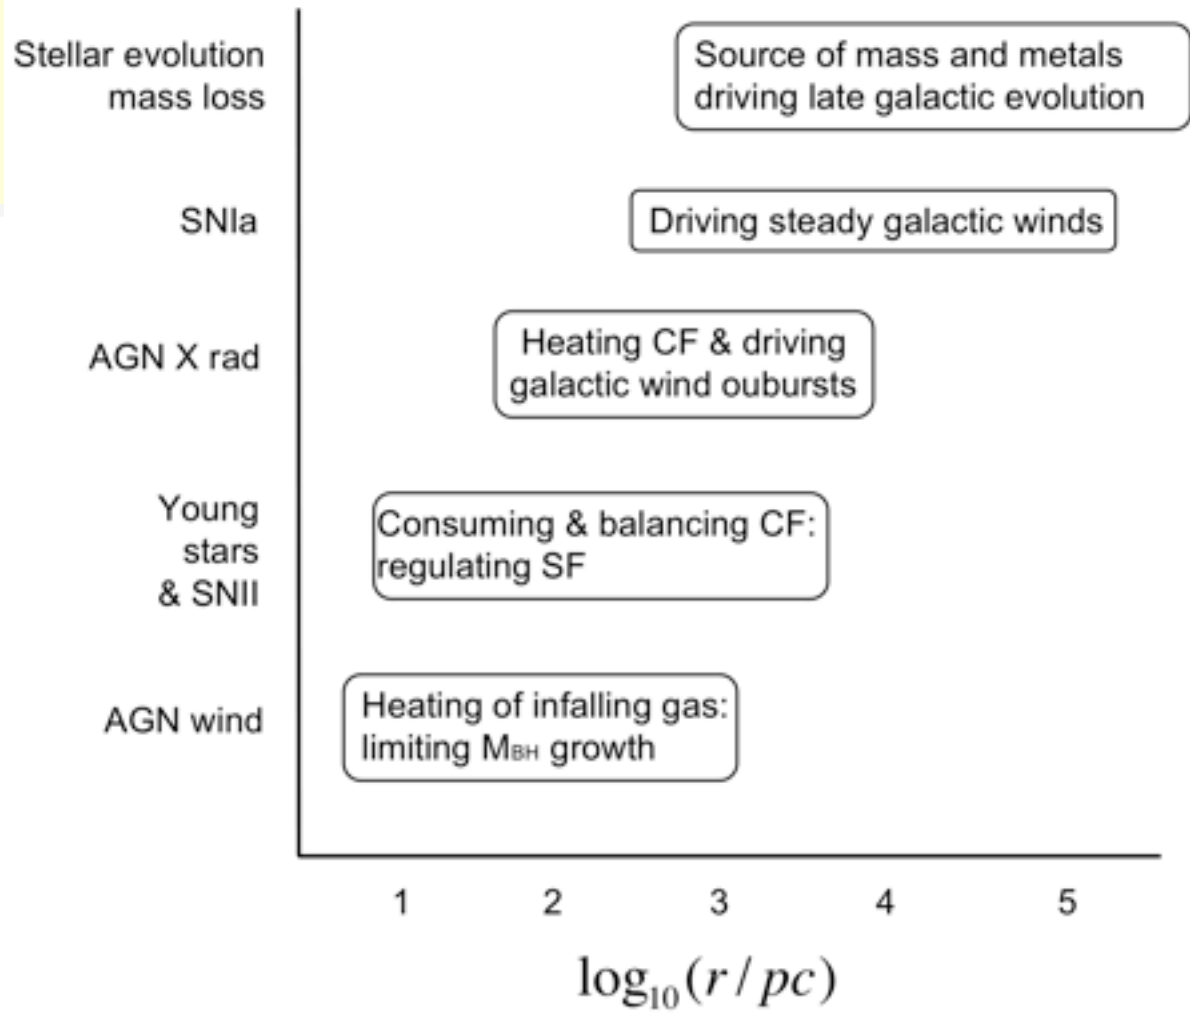 Stellar evolution
mass loss
Source of mass and metals
driving late galactic evolution
SNIa
Driving steady galactic winds
AGN X rad
Heating CF & driving
galactic wind oubursts
Young
stars
& SNII
Consuming & balancing CF:
regulating SF
AGN wind
Heating of infalling gas:
limiting MBH growth
1 2 3 4 5
log10(r/pc)